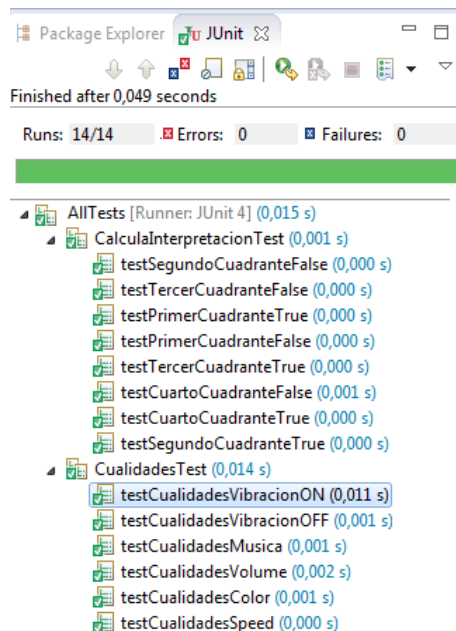 Package Explorer JUnit
Finished after 0,049 seconds
Runs: 14/14 Errors: 0 Failures: 0
AllTests [Runner: JUnit 4] (0,015 s)
CalculaInterpretacionTest (0,001 s)
testSegundoCuadranteFalse (0,000 s)
testTercerCuadranteFalse (0,000 s)
testPrimerCuadranteTrue (0,000 s)
testPrimerCuadranteFalse (0,000 s)
testTercerCuadranteTrue (0,000 s)
testCuartoCuadranteFalse (0,001 s)
testCuartoCuadranteTrue (0,000 s)
testSegundoCuadranteTrue (0,000 s)
CualidadesTest (0,014 s)
testCualidadesVibracionON (0,011 s)
testCualidadesVibracionOFF (0,001 s)
testCualidadesMusica (0,001 s)
testCualidadesVolume (0,002 s)
testCualidadesColor (0,001 s)
testCualidadesSpeed (0,000 s)